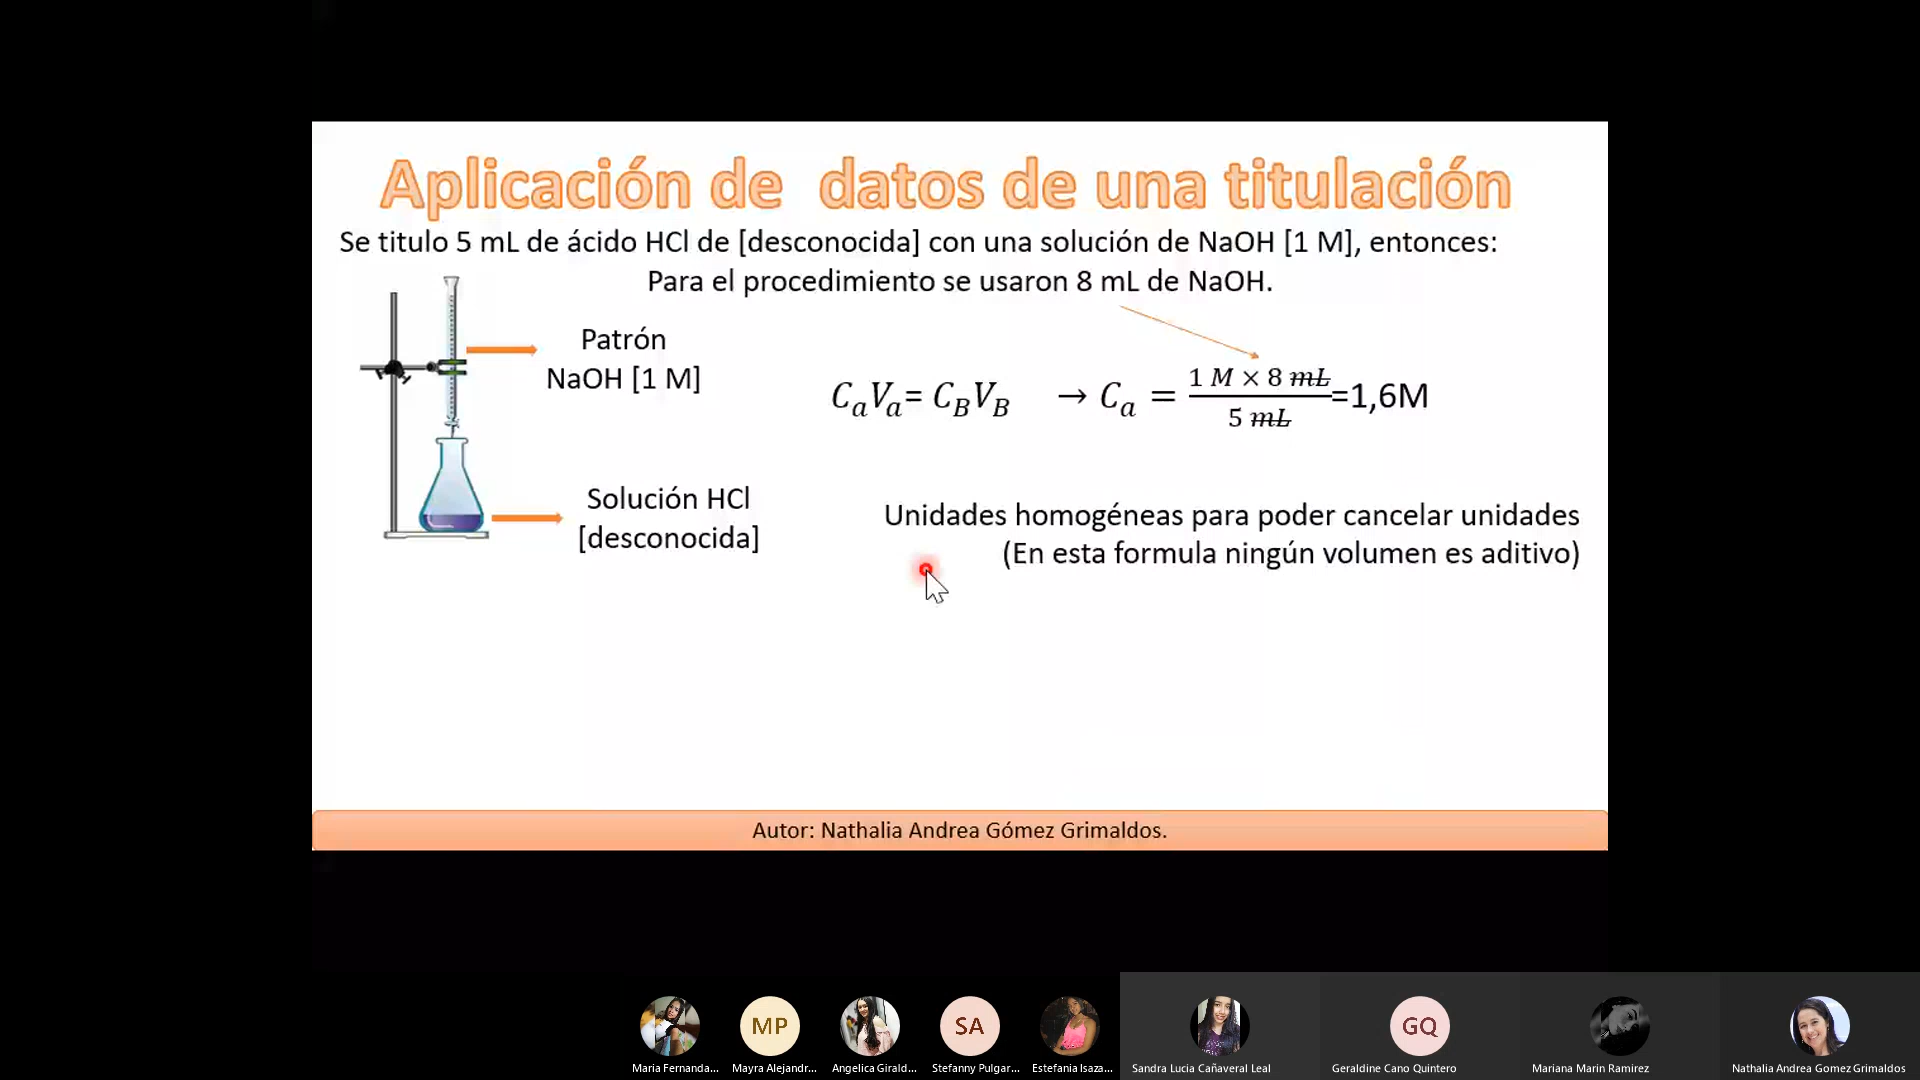 Aplicación de  datos de una titulación
Se titulo 5 mL de ácido HCl de [desconocida] con una solución de NaOH [1 M], entonces:
Para el procedimiento se usaron 8 mL de NaOH.
Patrón
NaOH [1 M]
CₐVₐ= C_B V_B → Cₐ = (1 M × 8 mL)/(5 mL) =1,6M
Solución HCl
[desconocida]
Unidades homogéneas para poder cancelar unidades
(En esta formula ningún volumen es aditivo)
Autor: Nathalia Andrea Gómez Grimaldos.
MP
SA
GQ
Maria Fernanda...
Mayra Alejandr...
Angelica Girald...
Stefanny Pulgar...
Estefania Isaza...
Sandra Lucia Cañaveral Leal
Geraldine Cano Quintero
Mariana Marin Ramirez
Nathalia Andrea Gomez Grimaldos